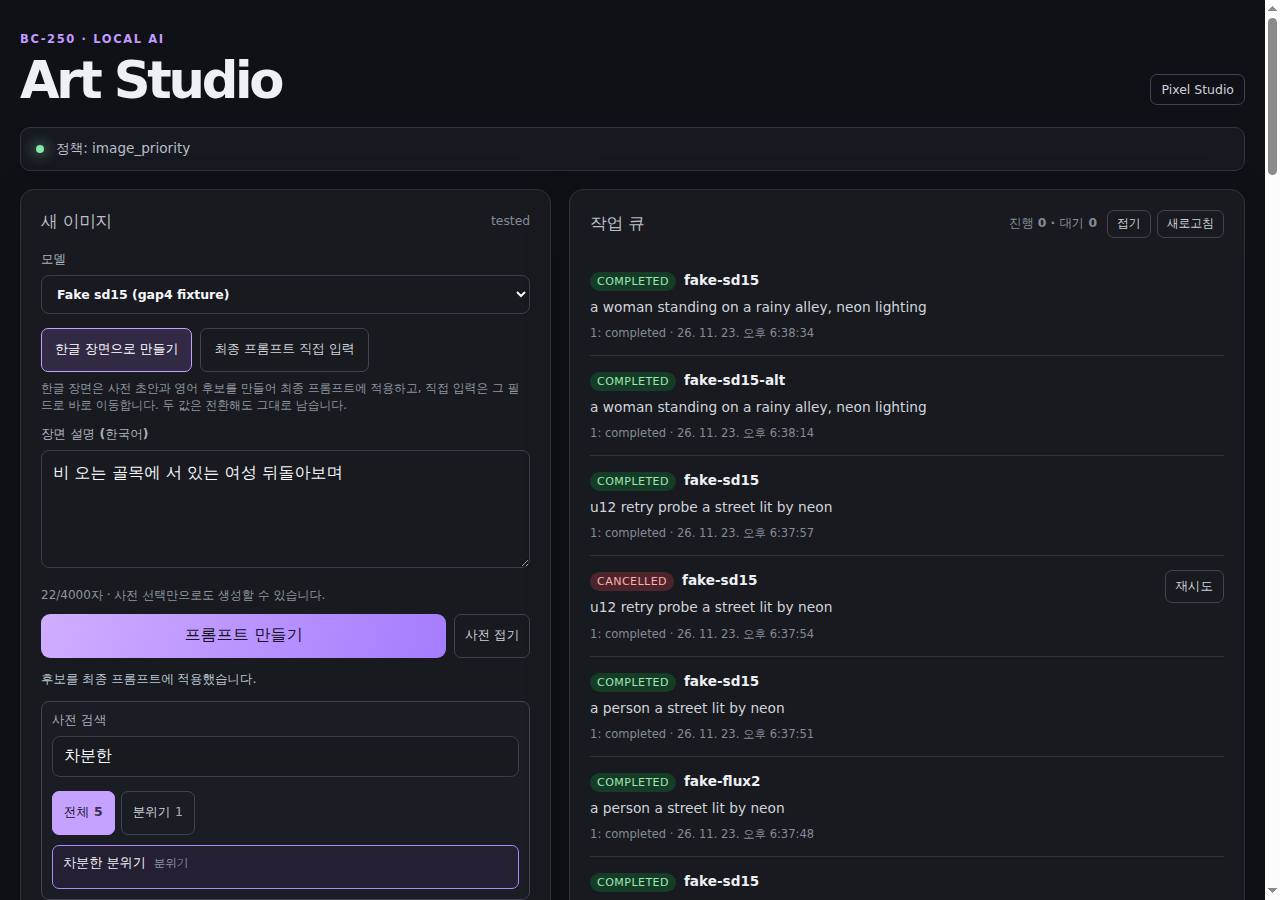 BC-250 · LOCAL AI
Art Studio
Pixel Studio
정책: image_priority
새 이미지
tested
모델
Fake sd15 (gap4 fixture)
한글 장면으로 만들기
최종 프롬프트 직접 입력
한글 장면은 사전 초안과 영어 후보를 만들어 최종 프롬프트에 적용하고, 직접 입력은 그 필
드로 바로 이동합니다. 두 값은 전환해도 그대로 남습니다.
장면 설명 (한국어)
비 오는 골목에 서 있는 여성 뒤돌아보며
22/4000자 · 사전 선택만으로도 생성할 수 있습니다.
프롬프트 만들기
사전 접기
후보를 최종 프롬프트에 적용했습니다.
사전 검색
차분한
전체 5
분위기 1
차분한 분위기 분위기
작업 큐
진행 0 · 대기 0
접기
새로고침
COMPLETED fake-sd15
a woman standing on a rainy alley, neon lighting
1: completed · 26. 11. 23. 오후 6:38:34
COMPLETED fake-sd15-alt
a woman standing on a rainy alley, neon lighting
1: completed · 26. 11. 23. 오후 6:38:14
COMPLETED fake-sd15
u12 retry probe a street lit by neon
1: completed · 26. 11. 23. 오후 6:37:57
CANCELLED fake-sd15
재시도
u12 retry probe a street lit by neon
1: completed · 26. 11. 23. 오후 6:37:54
COMPLETED fake-sd15
a person a street lit by neon
1: completed · 26. 11. 23. 오후 6:37:51
COMPLETED fake-flux2
a person a street lit by neon
1: completed · 26. 11. 23. 오후 6:37:48
COMPLETED fake-sd15